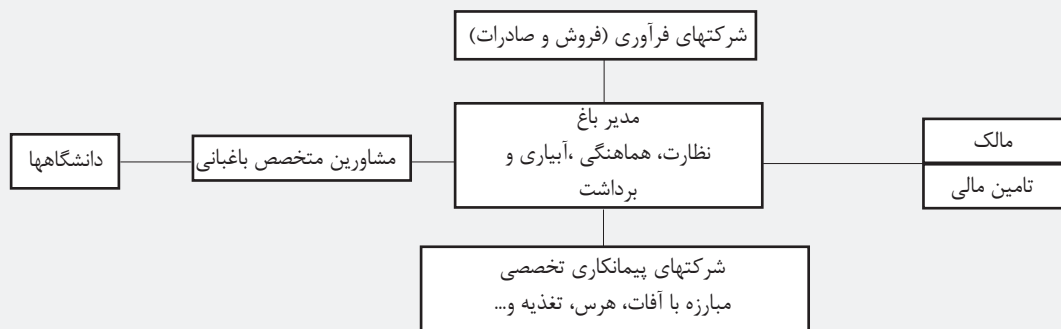 شرکتهای فرآوری (فروش و صادرات)
مدیر باغ
نظارت، هماهنگی ،آبیاری و
برداشت
مالک
تامین مالی
مشاورین متخصص باغبانی
دانشگاهها
شرکتهای پیمانکاری تخصصی
مبارزه با آفات، هرس، تغذیه و...